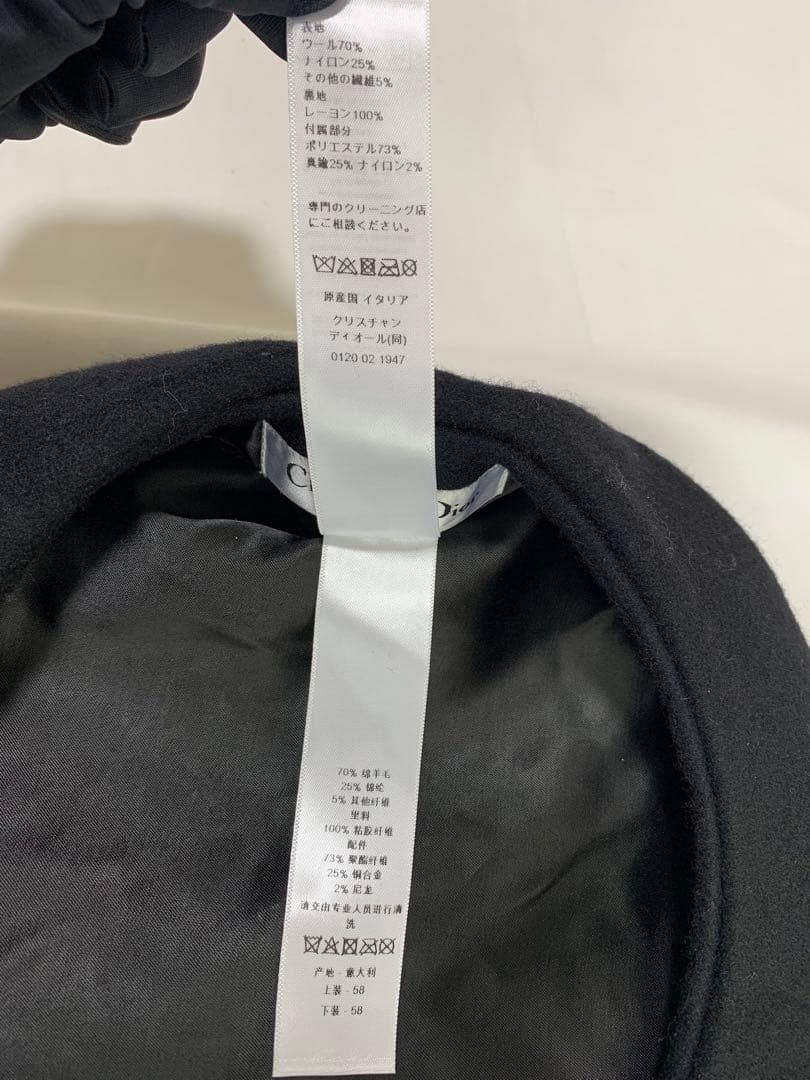 表地
ウール70%
ナイロン25%
その他の繊維5%
裏地
レーヨン100%
付属部分
ポリエステル73%
真鍮25% ナイロン2%
専門のクリーニング店
にご相談ください。
原産国 イタリア
クリスチャン
ディオール(同)
0120 02 1947
C Dior
70% 绵羊毛
25% 锦纶
5% 其他纤维
里料
100% 粘胶纤维
配件
73% 聚酯纤维
25% 铜合金
2% 尼龙
请交由专业人员进行清
洗
产地 - 意大利
上装 - 58
下装 - 58